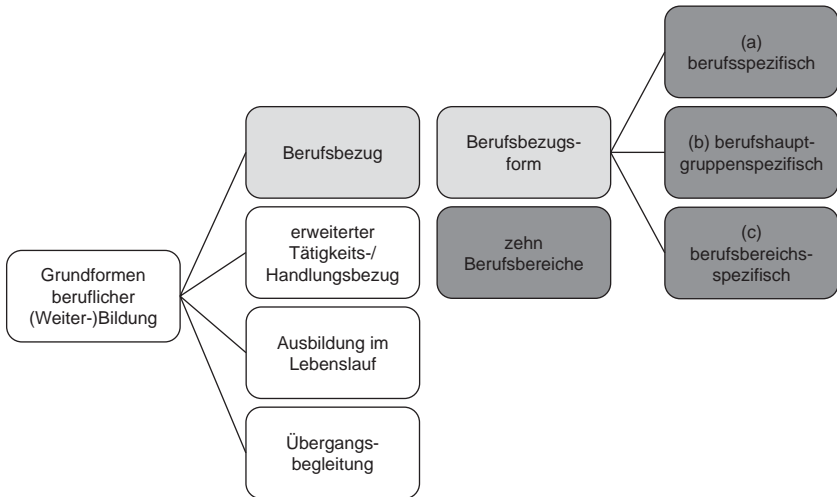 Grundformen
beruflicher
(Weiter-)Bildung
Berufsbezug
erweiterter
Tätigkeits-/
Handlungsbezug
Ausbildung im
Lebenslauf
Übergangs-
begleitung
Berufsbezugs-
form
zehn
Berufsbereiche
(a)
berufsspezifisch
(b) berufshaupt-
gruppenspezifisch
(c)
berufsbereichs-
spezifisch